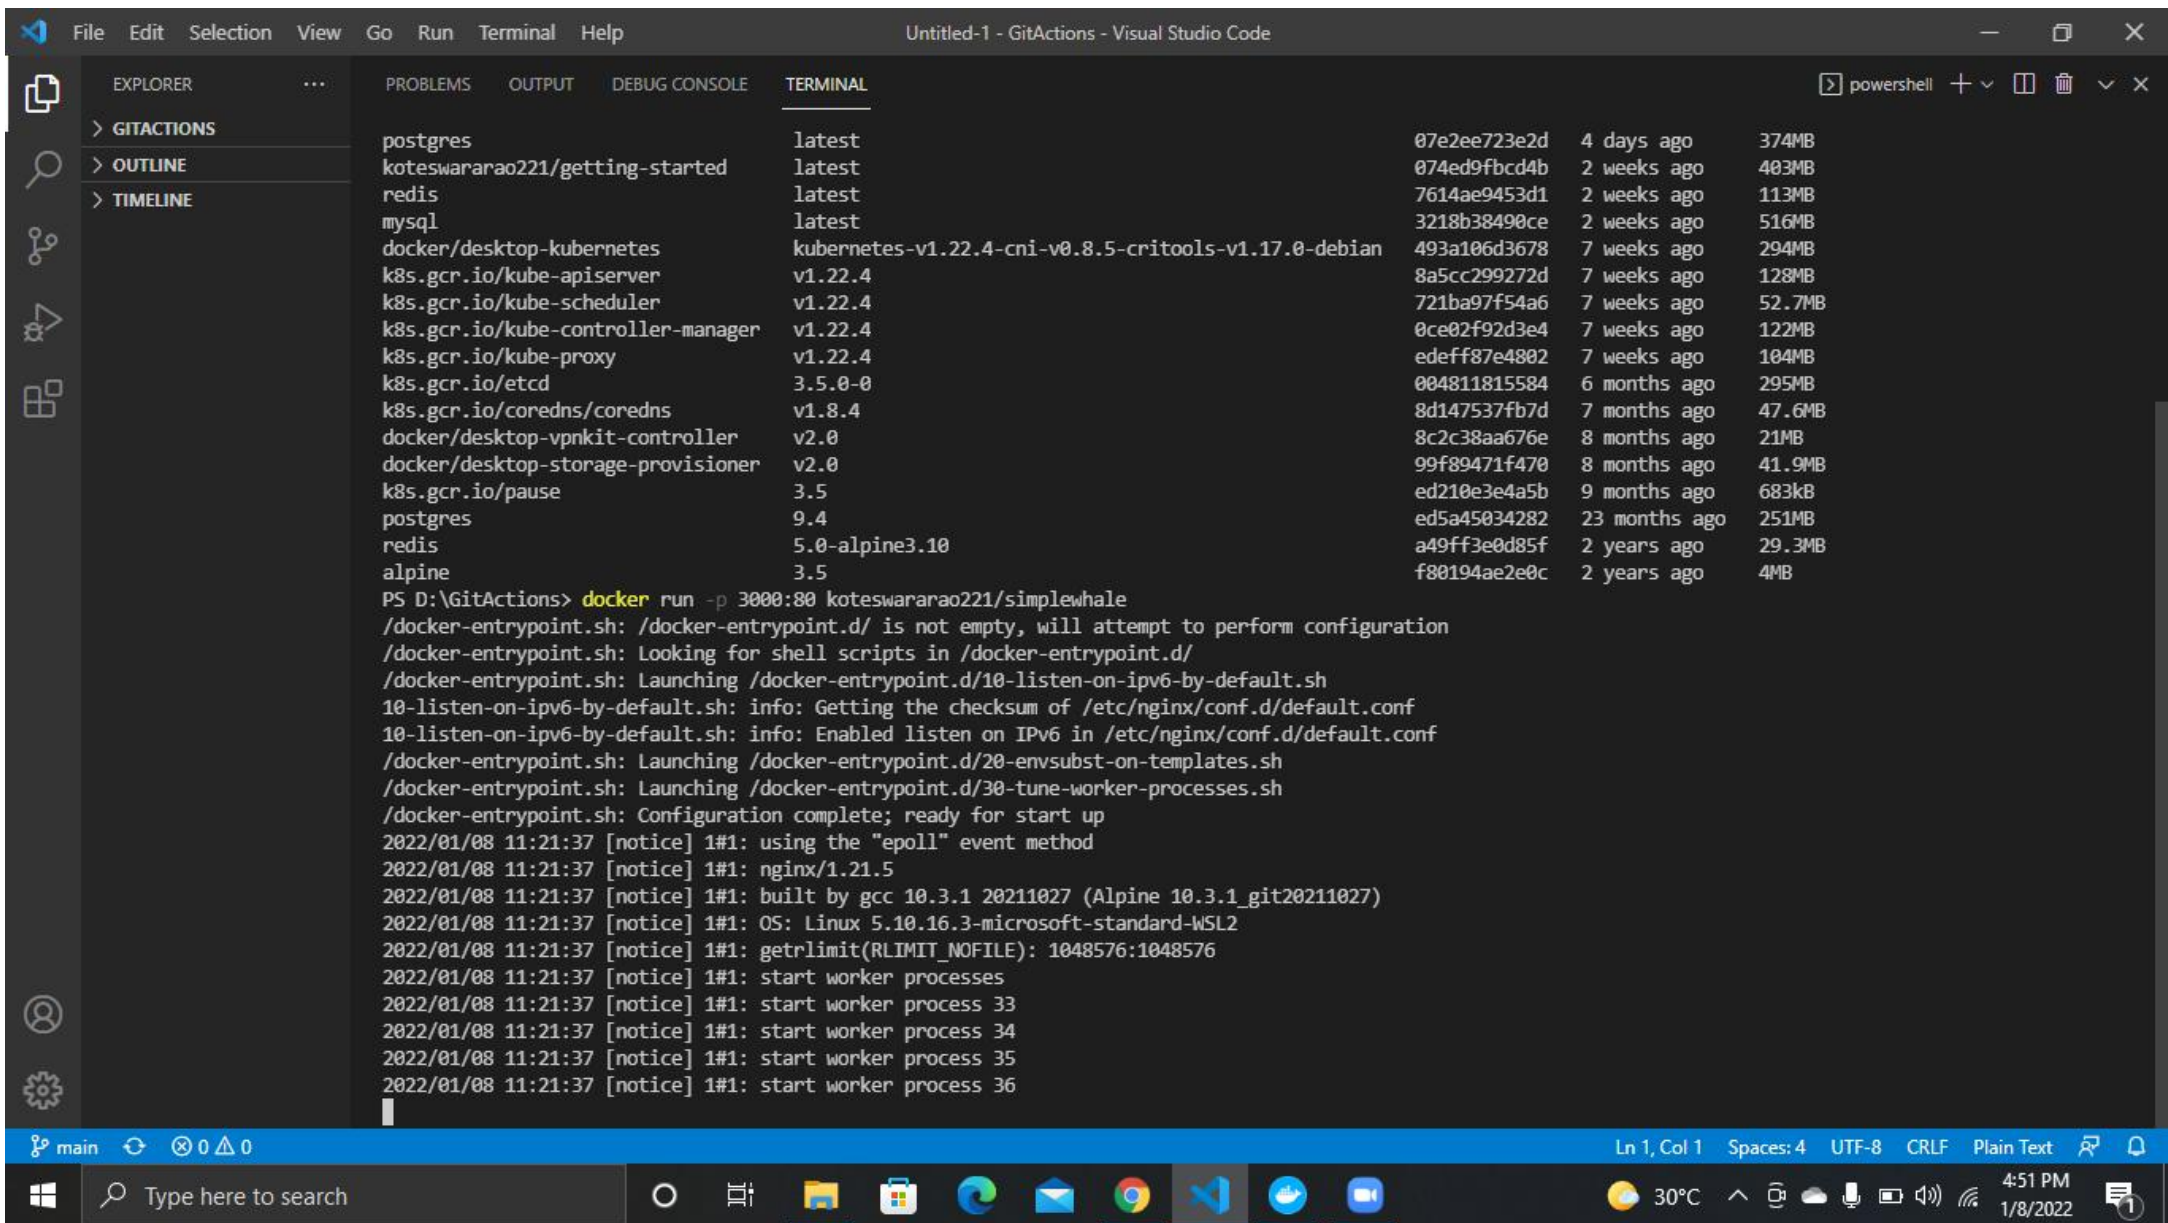 File Edit Selection View Go Run Terminal Help Untitled-1 - GitActions - Visual Studio Code
EXPLORER ... PROBLEMS OUTPUT DEBUG CONSOLE TERMINAL powershell
GITACTIONS
OUTLINE
TIMELINE
postgres latest 07e2ee723e2d 4 days ago 374MB
koteswararao221/getting-started latest 074ed9fbcd4b 2 weeks ago 403MB
redis latest 7614ae9453d1 2 weeks ago 113MB
mysql latest 3218b38490ce 2 weeks ago 516MB
docker/desktop-kubernetes kubernetes-v1.22.4-cni-v0.8.5-critools-v1.17.0-debian 493a106d3678 7 weeks ago 294MB
k8s.gcr.io/kube-apiserver v1.22.4 8a5cc299272d 7 weeks ago 128MB
k8s.gcr.io/kube-scheduler v1.22.4 721ba97f54a6 7 weeks ago 52.7MB
k8s.gcr.io/kube-controller-manager v1.22.4 0ce02f92d3e4 7 weeks ago 122MB
k8s.gcr.io/kube-proxy v1.22.4 edeff87e4802 7 weeks ago 104MB
k8s.gcr.io/etcd 3.5.0-0 004811815584 6 months ago 295MB
k8s.gcr.io/coredns/coredns v1.8.4 8d147537fb7d 7 months ago 47.6MB
docker/desktop-vpnkit-controller v2.0 8c2c38aa676e 8 months ago 21MB
docker/desktop-storage-provisioner v2.0 99f89471f470 8 months ago 41.9MB
k8s.gcr.io/pause 3.5 ed210e3e4a5b 9 months ago 683kB
postgres 9.4 ed5a45034282 23 months ago 251MB
redis 5.0-alpine3.10 a49ff3e0d85f 2 years ago 29.3MB
alpine 3.5 f80194ae2e0c 2 years ago 4MB
PS D:\GitActions> docker run -p 3000:80 koteswararao221/simplewhale
/docker-entrypoint.sh: /docker-entrypoint.d/ is not empty, will attempt to perform configuration
/docker-entrypoint.sh: Looking for shell scripts in /docker-entrypoint.d/
/docker-entrypoint.sh: Launching /docker-entrypoint.d/10-listen-on-ipv6-by-default.sh
10-listen-on-ipv6-by-default.sh: info: Getting the checksum of /etc/nginx/conf.d/default.conf
10-listen-on-ipv6-by-default.sh: info: Enabled listen on IPv6 in /etc/nginx/conf.d/default.conf
/docker-entrypoint.sh: Launching /docker-entrypoint.d/20-envsubst-on-templates.sh
/docker-entrypoint.sh: Launching /docker-entrypoint.d/30-tune-worker-processes.sh
/docker-entrypoint.sh: Configuration complete; ready for start up
2022/01/08 11:21:37 [notice] 1#1: using the "epoll" event method
2022/01/08 11:21:37 [notice] 1#1: nginx/1.21.5
2022/01/08 11:21:37 [notice] 1#1: built by gcc 10.3.1 20211027 (Alpine 10.3.1_git20211027)
2022/01/08 11:21:37 [notice] 1#1: OS: Linux 5.10.16.3-microsoft-standard-WSL2
2022/01/08 11:21:37 [notice] 1#1: getrlimit(RLIMIT_NOFILE): 1048576:1048576
2022/01/08 11:21:37 [notice] 1#1: start worker processes
2022/01/08 11:21:37 [notice] 1#1: start worker process 33
2022/01/08 11:21:37 [notice] 1#1: start worker process 34
2022/01/08 11:21:37 [notice] 1#1: start worker process 35
2022/01/08 11:21:37 [notice] 1#1: start worker process 36
main 0 0 Ln 1, Col 1 Spaces: 4 UTF-8 CRLF Plain Text
Type here to search 30°C 4:51 PM
1/8/2022 1